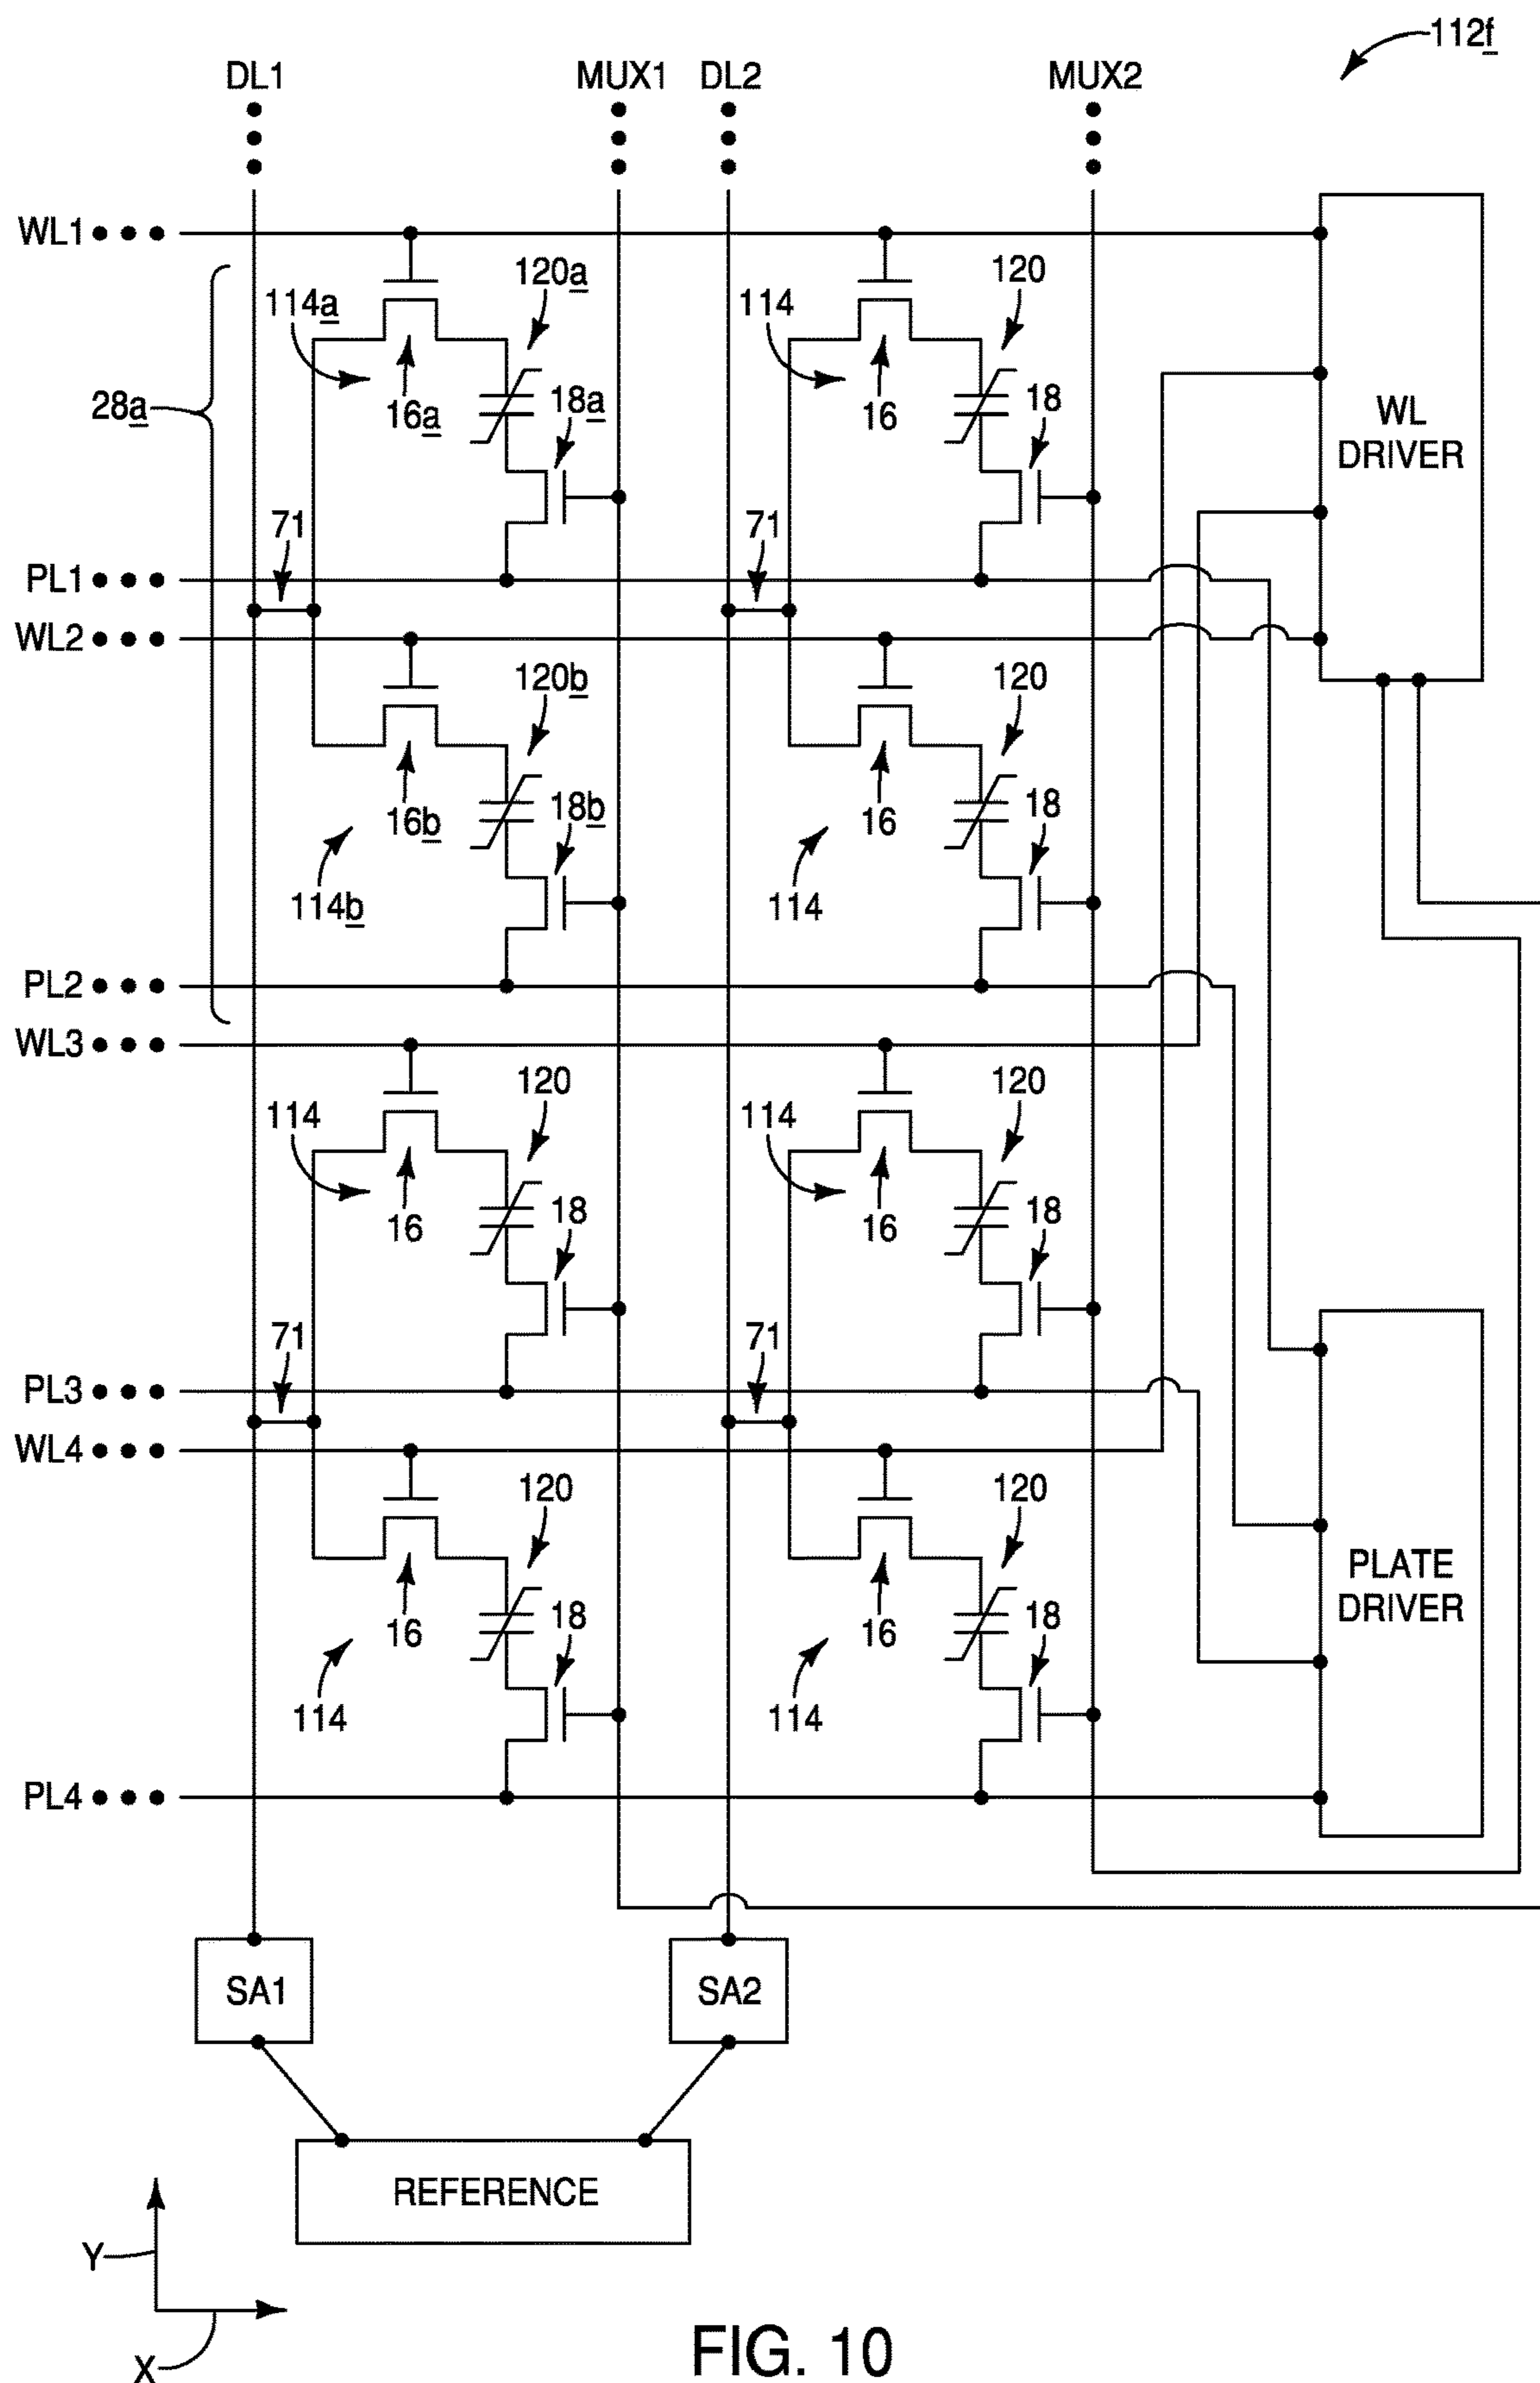 112f
DL1 MUX1 DL2 MUX2
WL1
120a 120
114a 114
28a 16a 18a 16 18
WL
DRIVER
71 71
PL1
WL2
120b 120
16b 18b 16 18
114b 114
PL2
WL3
120 120
114 114
16 18 16 18
71 71
PL3
WL4
120 120
16 18 16 18
PLATE
DRIVER
114 114
PL4
SA1 SA2
REFERENCE
Y
X
FIG. 10